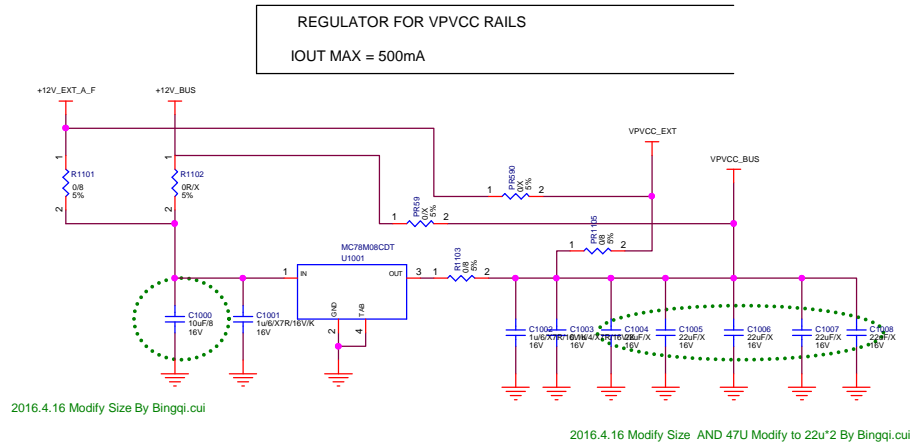 REGULATOR FOR VPVCC RAILS
IOUT MAX = 500mA
+12V_EXT_A_F
+12V_BUS
VPVCC_EXT
VPVCC_BUS
1
R1101
0/8
5%
2
1
R1102
0R/X
5%
2
1
PR590
0/X
5%
2
1
PR59
0/X
5%
2
1
PR1105
0/8
5%
2
MC78M08CDT
U1001
1
IN
OUT
3
GND
2
TAB
4
1
R1103
0/8
5%
2
C1000
10uF/8
16V
C1001
1u/6/X7R/16V/K
16V
C1002
16V
C1003
16V
C1004
16V
C1005
22uF/X
16V
C1006
22uF/X
16V
C1007
22uF/X
16V
C1008
22uF/X
16V
2016.4.16 Modify Size By Bingqi.cui
2016.4.16 Modify Size AND 47U Modify to 22u*2 By Bingqi.cui